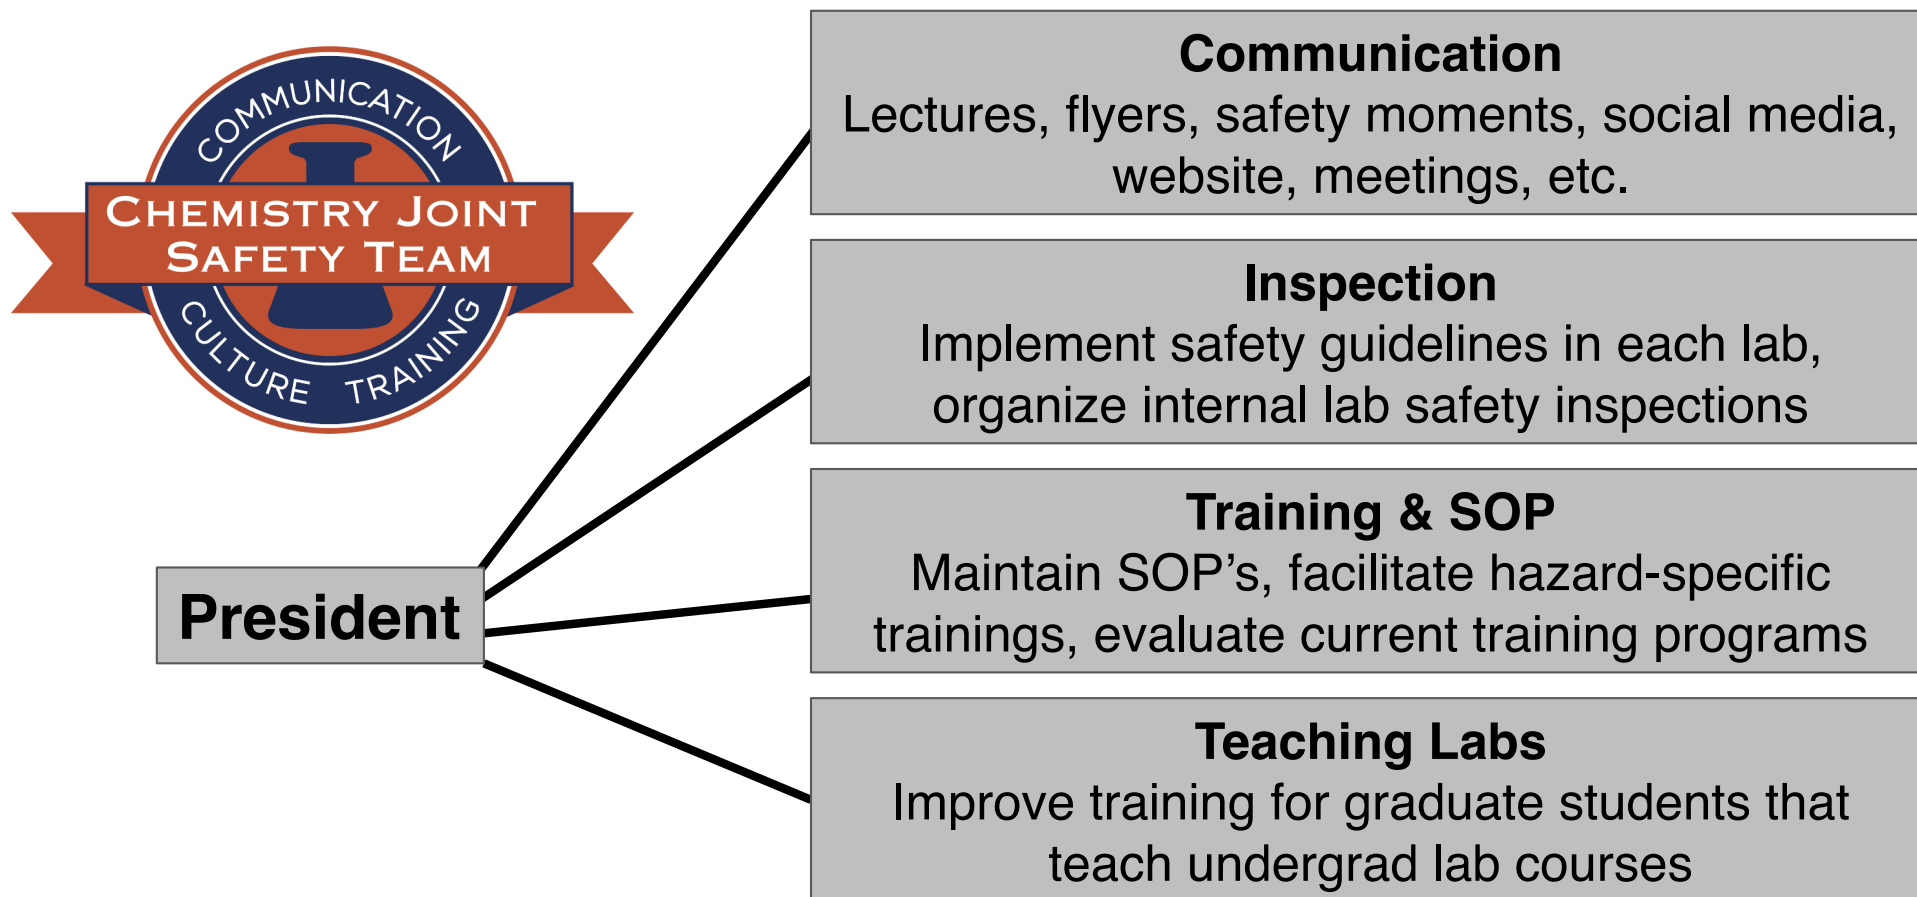 COMMUNICATION
CHEMISTRY JOINT
SAFETY TEAM
CULTURE TRAINING
President
Communication
Lectures, flyers, safety moments, social media,
website, meetings, etc.
Inspection
Implement safety guidelines in each lab,
organize internal lab safety inspections
Training & SOP
Maintain SOP's, facilitate hazard-specific
trainings, evaluate current training programs
Teaching Labs
Improve training for graduate students that
teach undergrad lab courses